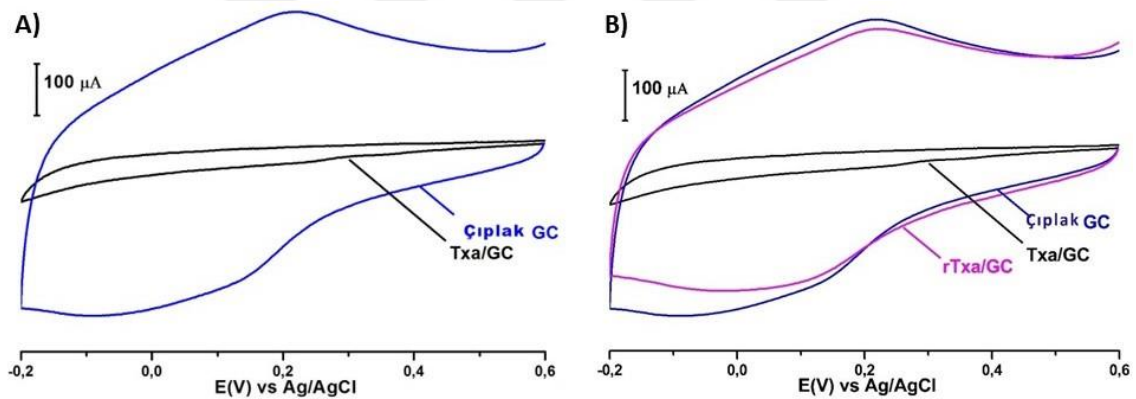 A)
100 μA
Çıplak GC
Txa/GC
-0,2 0,0 0,2 0,4 0,6
E(V) vs Ag/AgCl
B)
100 μA
Çıplak GC
Txa/GC
rTxa/GC
-0,2 0,0 0,2 0,4 0,6
E(V) vs Ag/AgCl